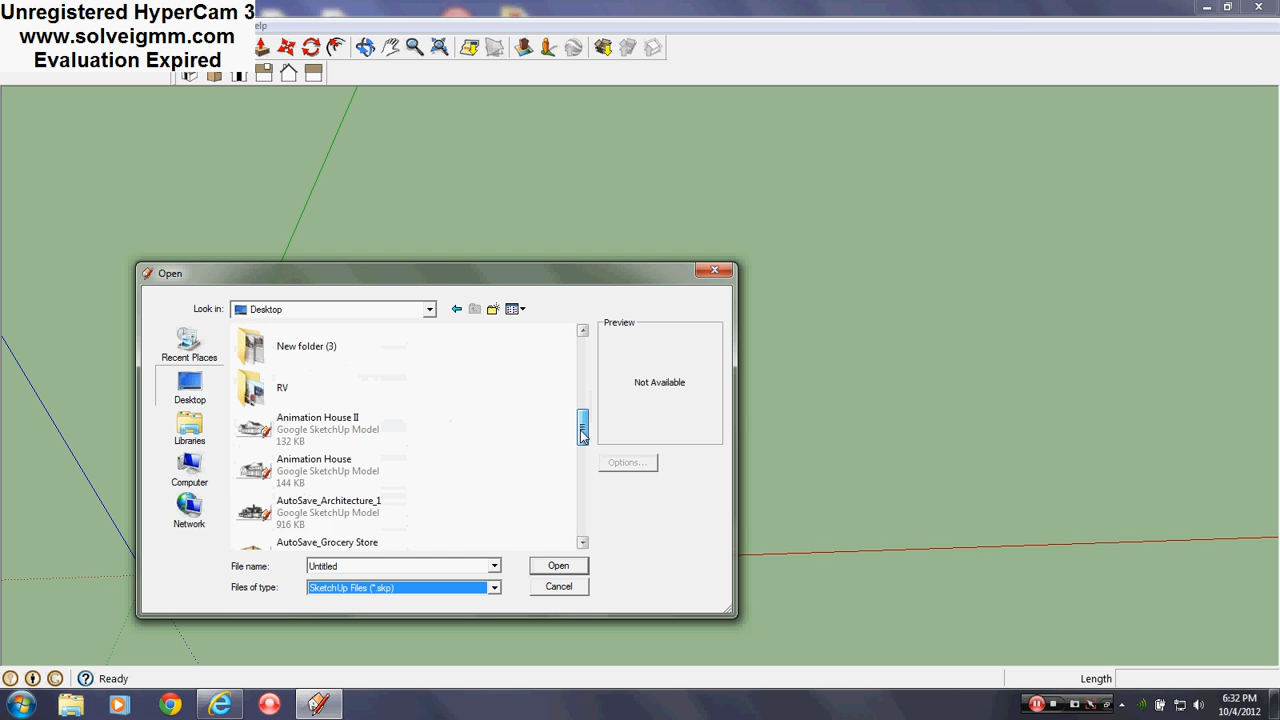 Unregistered HyperCam 3
www.solveigmm.com
Evaluation Expired
elp
Open
Look in:
Desktop
Recent Places
Desktop
Libraries
Computer
Network
New folder (3)
RV
Animation House II
Google SketchUp Model
132 KB
Animation House
Google SketchUp Model
144 KB
AutoSave_Architecture_1
Google SketchUp Model
916 KB
AutoSave_Grocery Store
Preview
Not Available
Options...
File name:
Untitled
Open
Files of type:
SketchUp Files (*.skp)
Cancel
Ready
Length
6:32 PM
10/4/2012